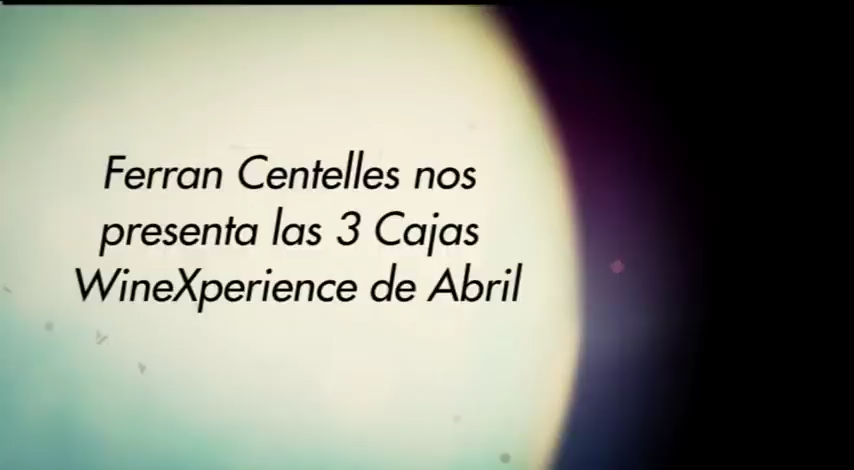 Ferran Centelles nos
presenta las 3 Cajas
WineXperience de Abril